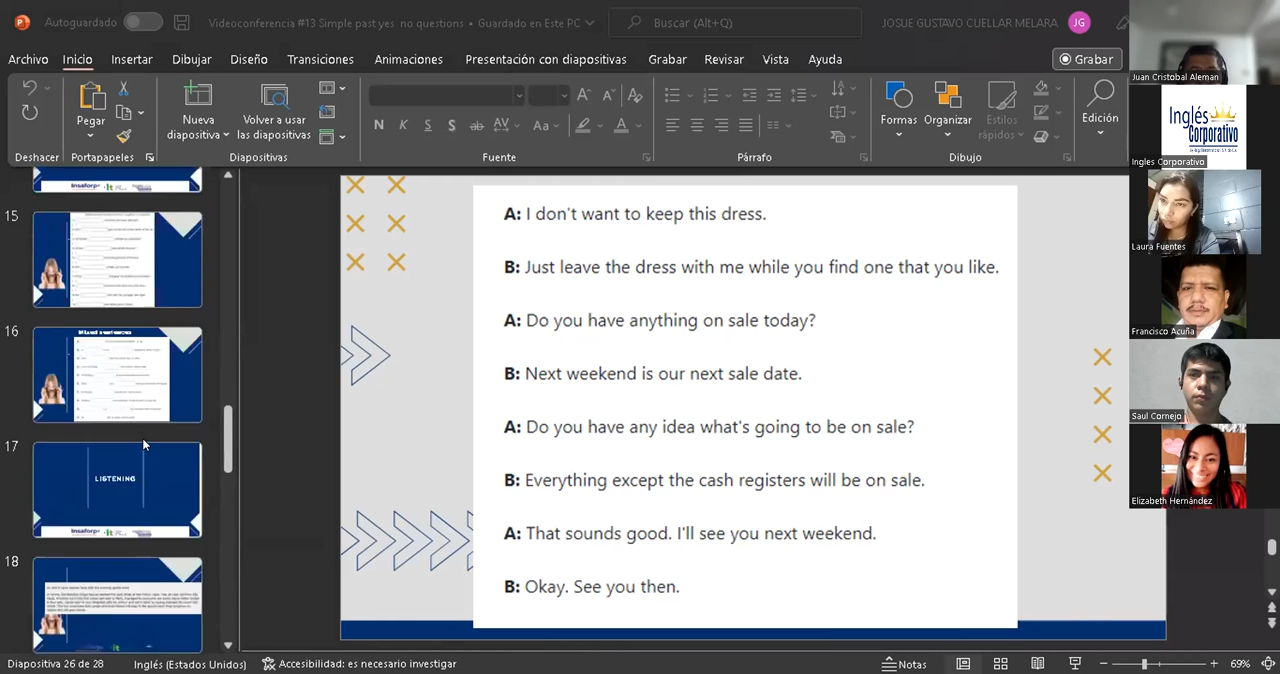 Autoguardado
Videoconferencia #13 Simple past yes no questions • Guardado en Este PC
Buscar (Alt+Q)
JOSUE GUSTAVO CUELLAR MELARA
JG
Archivo
Inicio
Insertar
Dibujar
Diseño
Transiciones
Animaciones
Presentación con diapositivas
Grabar
Revisar
Vista
Ayuda
Grabar
Pegar
Nueva
diapositiva
Volver a usar
las diapositivas
N K S S ab AV Aa A
Formas
Organizar
Estilos
rápidos
Edición
Deshacer
Portapapeles
Diapositivas
Fuente
Párrafo
Dibujo
Juan Cristobal Aleman
Inglés
Corporativo
Ingles Corporativo
Laura Fuentes
Francisco Acuña
Saul Cornejo
Elizabeth Hernández
Insaforp
15
16
17
LISTENING
Insaforp
18
A: I don't want to keep this dress.
B: Just leave the dress with me while you find one that you like.
A: Do you have anything on sale today?
B: Next weekend is our next sale date.
A: Do you have any idea what's going to be on sale?
B: Everything except the cash registers will be on sale.
A: That sounds good. I'll see you next weekend.
B: Okay. See you then.
Diapositiva 26 de 28
Inglés (Estados Unidos)
Accesibilidad: es necesario investigar
Notas
69%